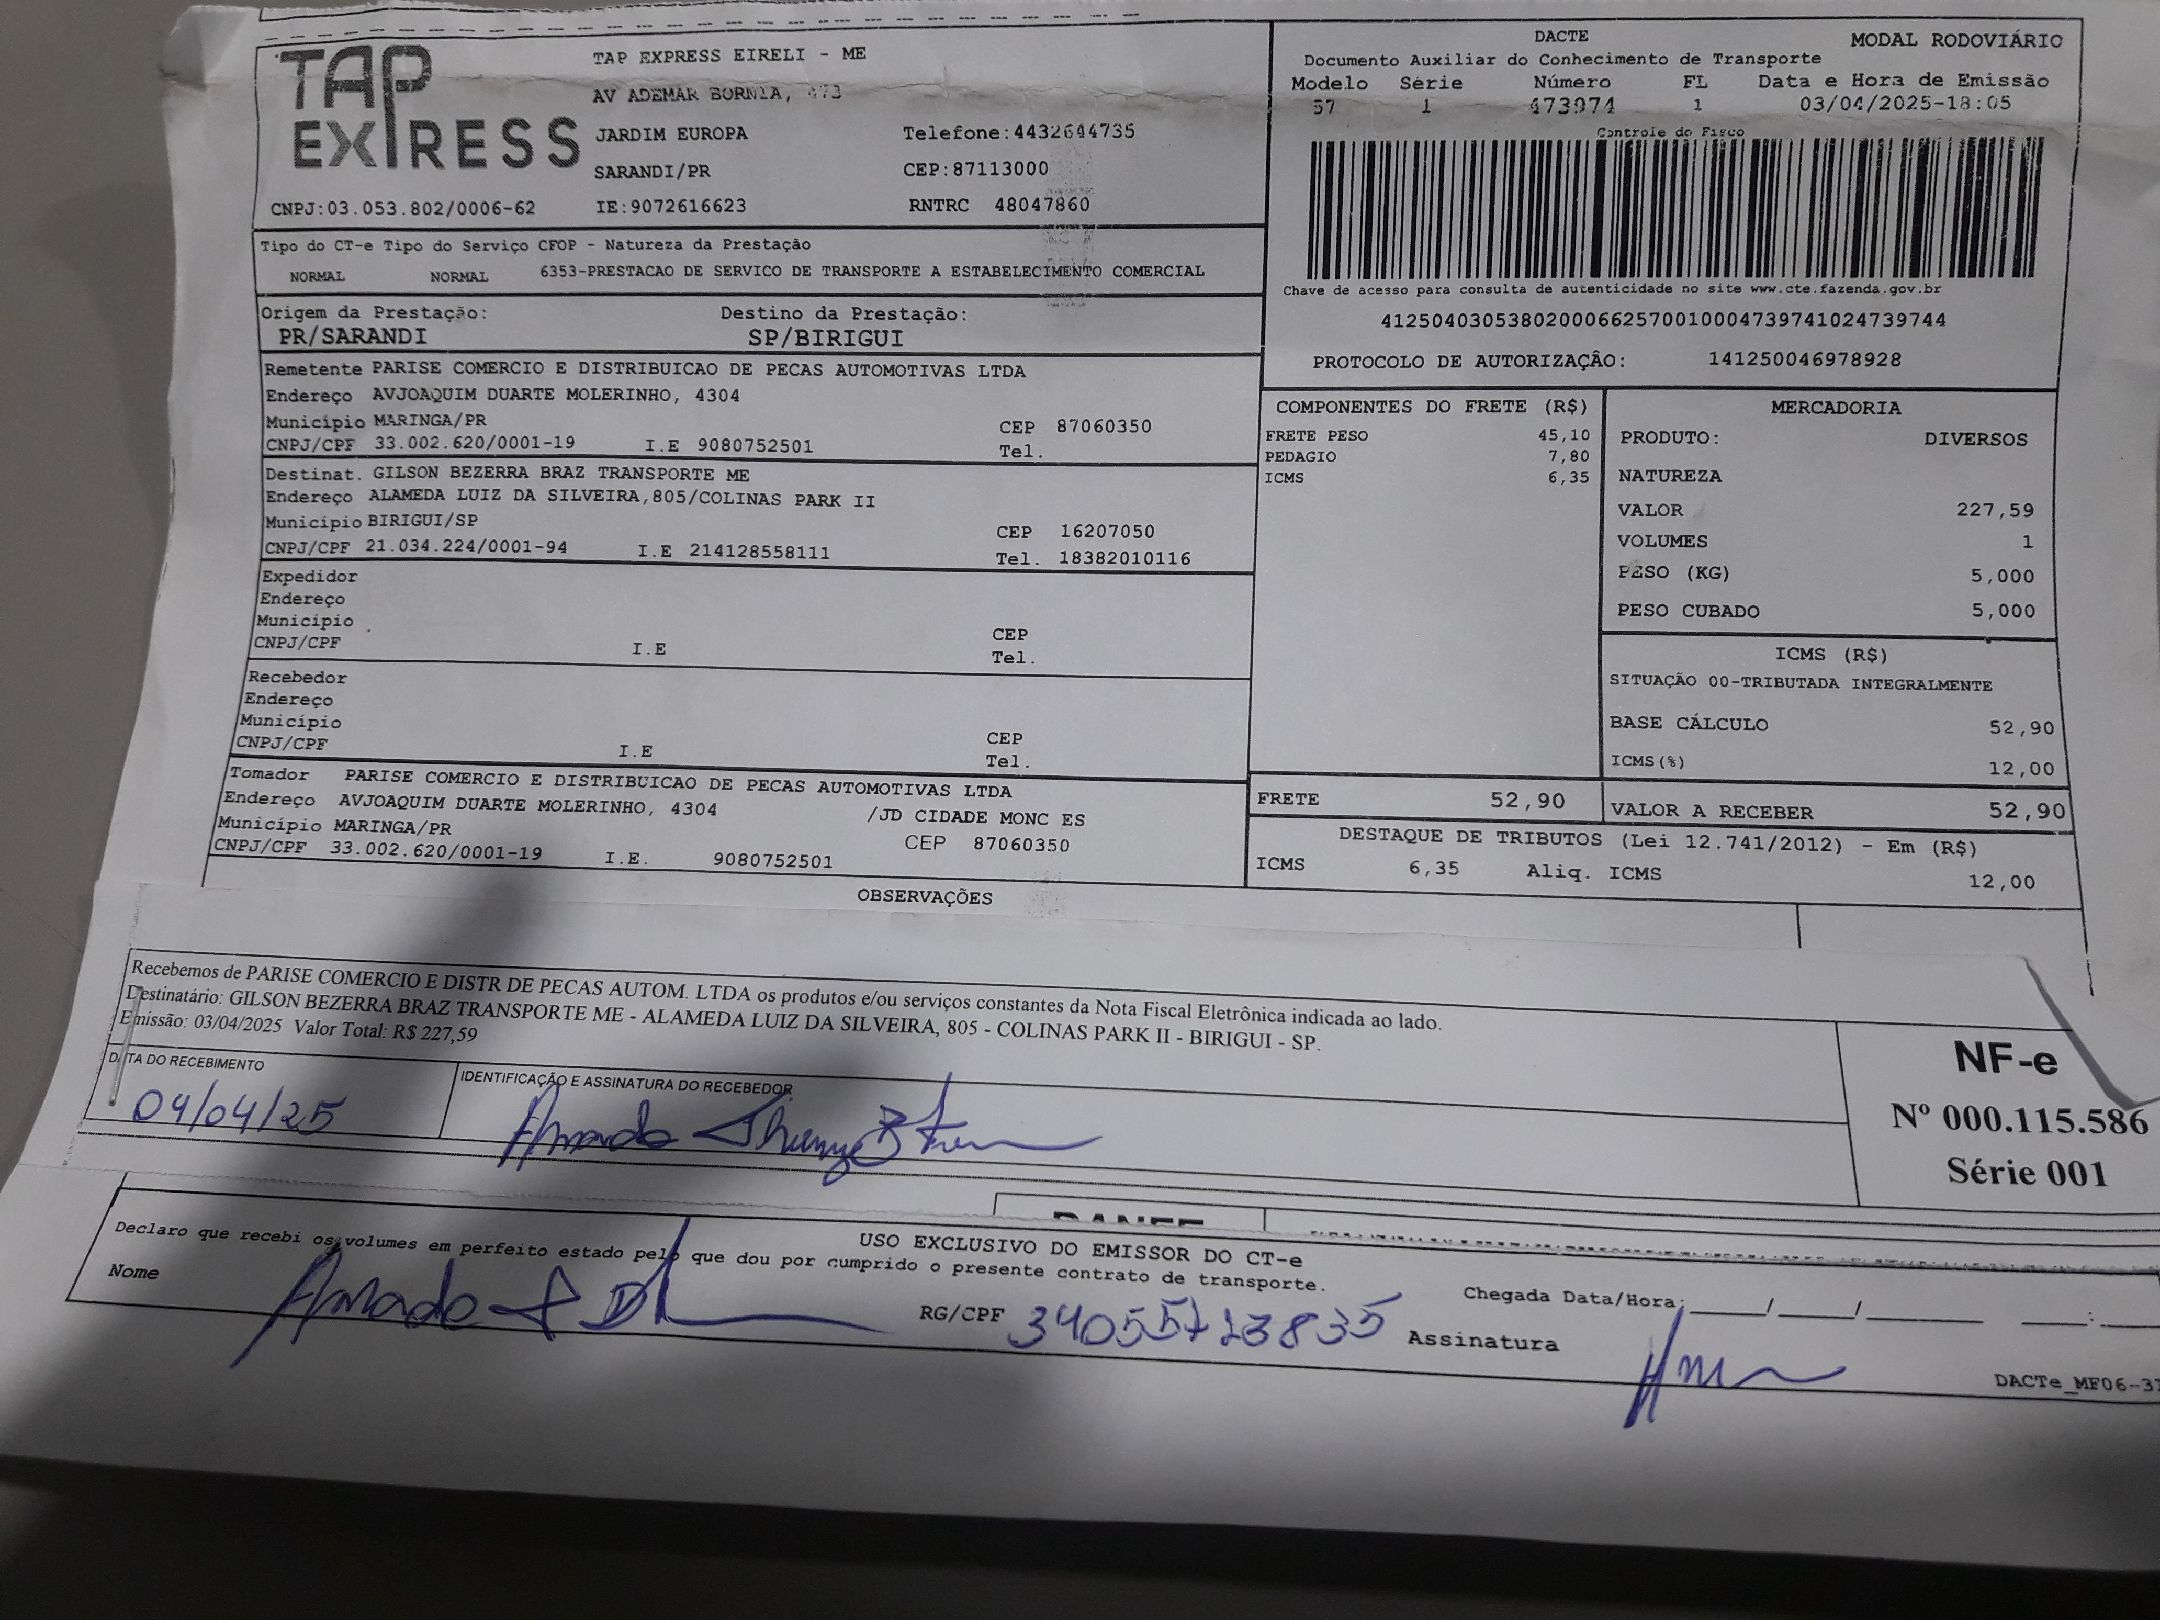 TAP EXPRESS
TAP EXPRESS EIRELI - ME
AV ADEMAR BORNIA, 473
JARDIM EUROPA Telefone:4432644735
SARANDI/PR CEP:87113000
CNPJ:03.053.802/0006-62 IE:9072616623 RNTRC 48047860
DACTE MODAL RODOVIÁRIO
Documento Auxiliar do Conhecimento de Transporte
Modelo Série Número FL Data e Hora de Emissão
57 1 473974 1 03/04/2025-18:05
Controle do Fisco
Chave de acesso para consulta de autenticidade no site www.cte.fazenda.gov.br
41250403053802000662570010004739741024739744
PROTOCOLO DE AUTORIZAÇÂO: 141250046978928
Tipo do CT-e Tipo do Serviço CFOP - Natureza da Prestação
NORMAL NORMAL 6353-PRESTACAO DE SERVICO DE TRANSPORTE A ESTABELECIMENTO COMERCIAL
Origem da Prestação: Destino da Prestação:
PR/SARANDI SP/BIRIGUI
Remetente PARISE COMERCIO E DISTRIBUICAO DE PECAS AUTOMOTIVAS LTDA
Endereço AVJOAQUIM DUARTE MOLERINHO, 4304
Município MARINGA/PR CEP 87060350
CNPJ/CPF 33.002.620/0001-19 I.E 9080752501 Tel.
Destinat. GILSON BEZERRA BRAZ TRANSPORTE ME
Endereço ALAMEDA LUIZ DA SILVEIRA,805/COLINAS PARK II
Município BIRIGUI/SP CEP 16207050
CNPJ/CPF 21.034.224/0001-94 I.E 214128558111 Tel. 18382010116
Expedidor
Endereço
Município CEP
CNPJ/CPF I.E Tel.
Recebedor
Endereço
Município CEP
CNPJ/CPF I.E Tel.
Tomador PARISE COMERCIO E DISTRIBUICAO DE PECAS AUTOMOTIVAS LTDA
Endereço AVJOAQUIM DUARTE MOLERINHO, 4304 /JD CIDADE MONC ES
Município MARINGA/PR CEP 87060350
CNPJ/CPF 33.002.620/0001-19 I.E. 9080752501
COMPONENTES DO FRETE (R$)
FRETE PESO 45,10
PEDAGIO 7,80
ICMS 6,35
MERCADORIA
PRODUTO: DIVERSOS
NATUREZA
VALOR 227,59
VOLUMES 1
PESO (KG) 5,000
PESO CUBADO 5,000
ICMS (R$)
SITUAÇÃO 00-TRIBUTADA INTEGRALMENTE
BASE CÁLCULO 52,90
ICMS(%) 12,00
FRETE 52,90 VALOR A RECEBER 52,90
DESTAQUE DE TRIBUTOS (Lei 12.741/2012) - Em (R$)
ICMS 6,35 Aliq. ICMS 12,00
OBSERVAÇÕES
Recebemos de PARISE COMERCIO E DISTR DE PECAS AUTOM. LTDA os produtos e/ou serviços constantes da Nota Fiscal Eletrônica indicada ao lado.
Destinatário: GILSON BEZERRA BRAZ TRANSPORTE ME - ALAMEDA LUIZ DA SILVEIRA, 805 - COLINAS PARK II - BIRIGUI - SP.
Emissão: 03/04/2025 Valor Total: R$ 227,59
DATA DO RECEBIMENTO IDENTIFICAÇÃO E ASSINATURA DO RECEBEDOR
04/04/25
NF-e
Nº 000.115.586
Série 001
USO EXCLUSIVO DO EMISSOR DO CT-e
Declaro que recebi os volumes em perfeito estado pelo que dou por cumprido o presente contrato de transporte.
Nome RG/CPF Assinatura
Chegada Data/Hora:____/____/______ ____:____
DACTe_MF06-37